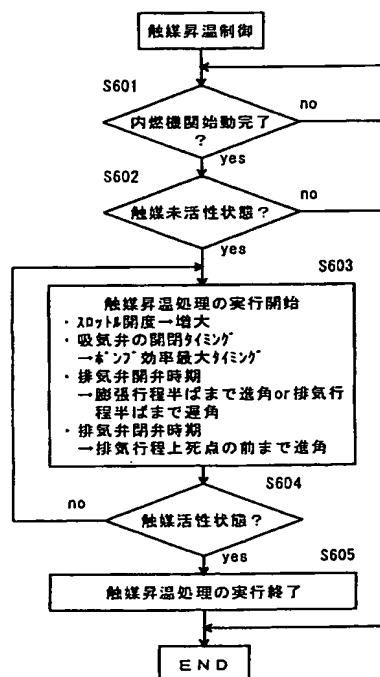 触媒昇温制御
S601
内燃機関始動完了
?
no
yes
S602
触媒未活性状態?
no
yes
S603
触媒昇温処理の実行開始
・ｽﾛｯﾄﾙ開度→増大
・吸気弁の開閉ﾀｲﾐﾝｸﾞ
→ﾎﾟﾝﾌﾟ効率最大ﾀｲﾐﾝｸﾞ
・排気弁開弁時期
→膨張行程半ばまで進角or排気行
程半ばまで遅角
・排気弁閉弁時期
→排気行程上死点の前まで進角
S604
no
触媒活性状態?
yes
S605
触媒昇温処理の実行終了
END